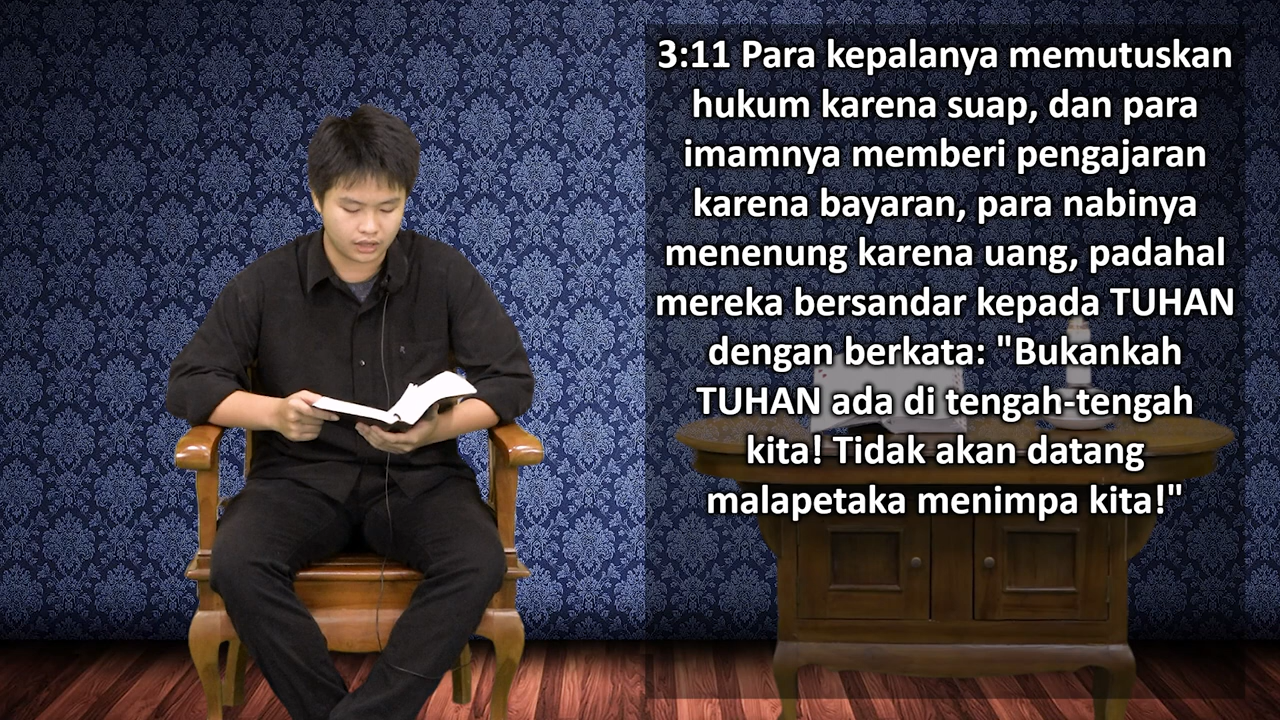 3:11 Para kepalanya memutuskan
hukum karena suap, dan para
imamnya memberi pengajaran
karena bayaran, para nabinya
menenung karena uang, padahal
mereka bersandar kepada TUHAN
dengan berkata: "Bukankah
TUHAN ada di tengah-tengah
kita! Tidak akan datang
malapetaka menimpa kita!"